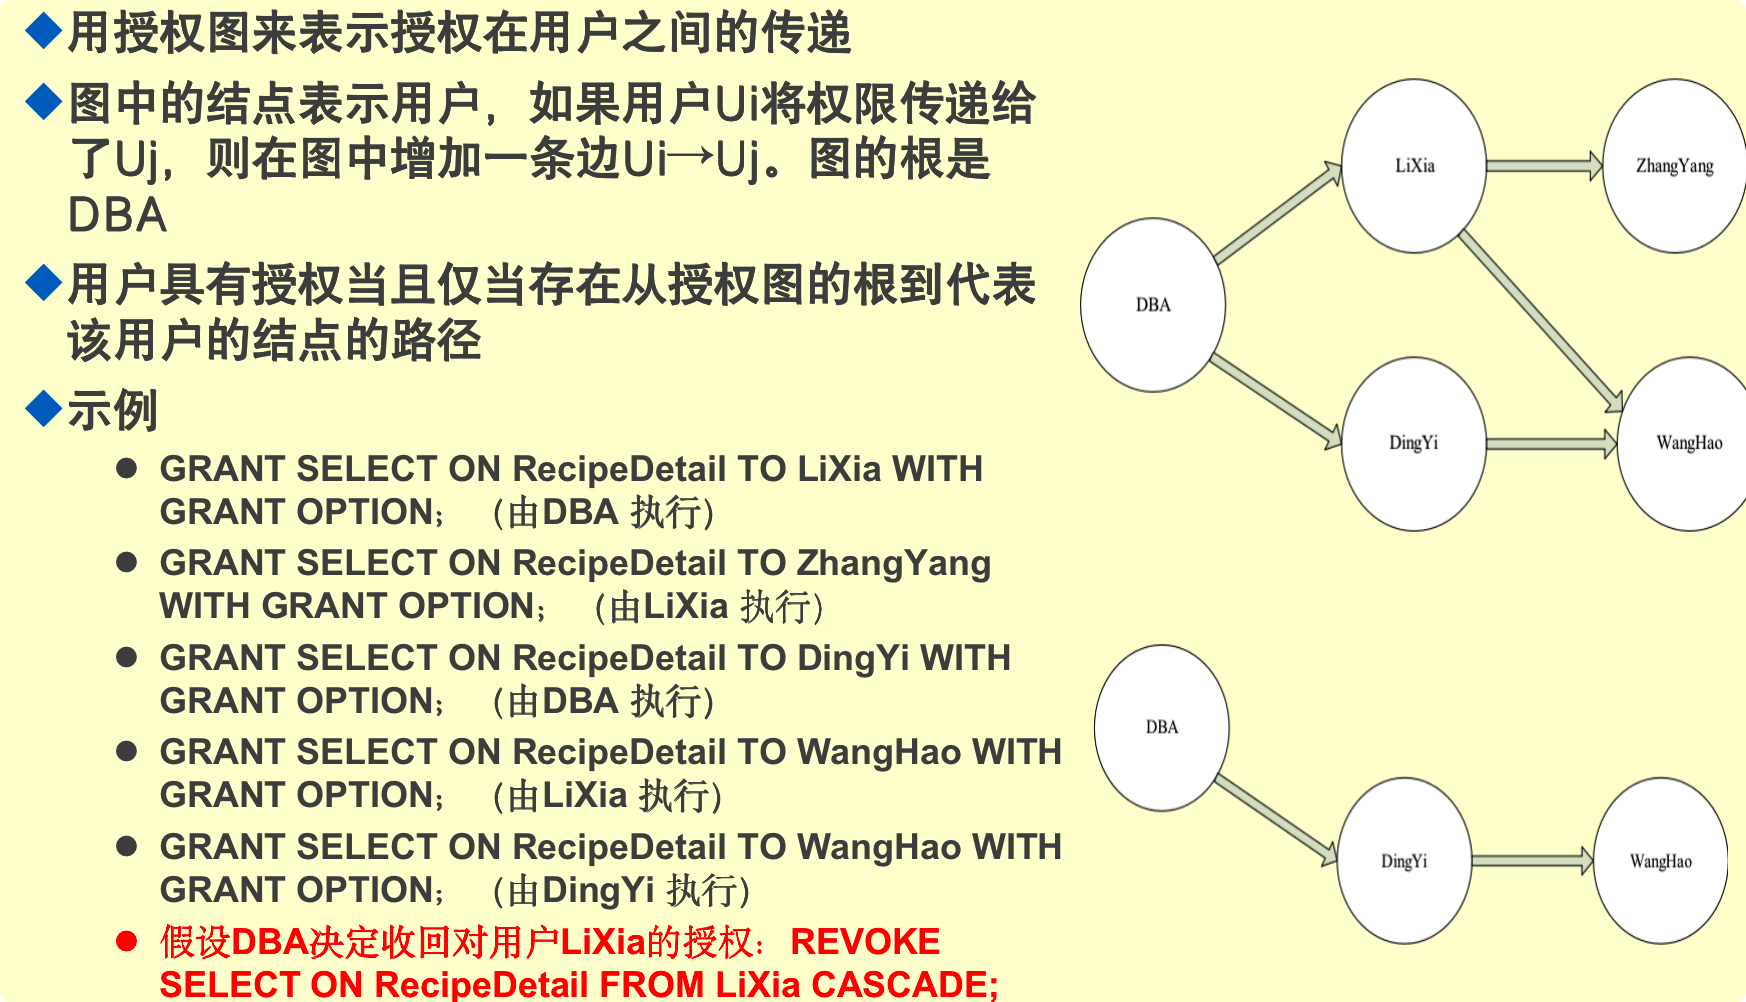 用授权图来表示授权在用户之间的传递
图中的结点表示用户，如果用户Ui将权限传递给
了Uj，则在图中增加一条边Ui→Uj。图的根是
DBA
用户具有授权当且仅当存在从授权图的根到代表
该用户的结点的路径
示例
GRANT SELECT ON RecipeDetail TO LiXia WITH
GRANT OPTION； （由DBA 执行）
GRANT SELECT ON RecipeDetail TO ZhangYang
WITH GRANT OPTION； （由LiXia 执行）
GRANT SELECT ON RecipeDetail TO DingYi WITH
GRANT OPTION； （由DBA 执行）
GRANT SELECT ON RecipeDetail TO WangHao WITH
GRANT OPTION； （由LiXia 执行）
GRANT SELECT ON RecipeDetail TO WangHao WITH
GRANT OPTION； （由DingYi 执行）
假设DBA决定收回对用户LiXia的授权：REVOKE
SELECT ON RecipeDetail FROM LiXia CASCADE;
LiXia
ZhangYang
DBA
DingYi
WangHao
DBA
DingYi
WangHao